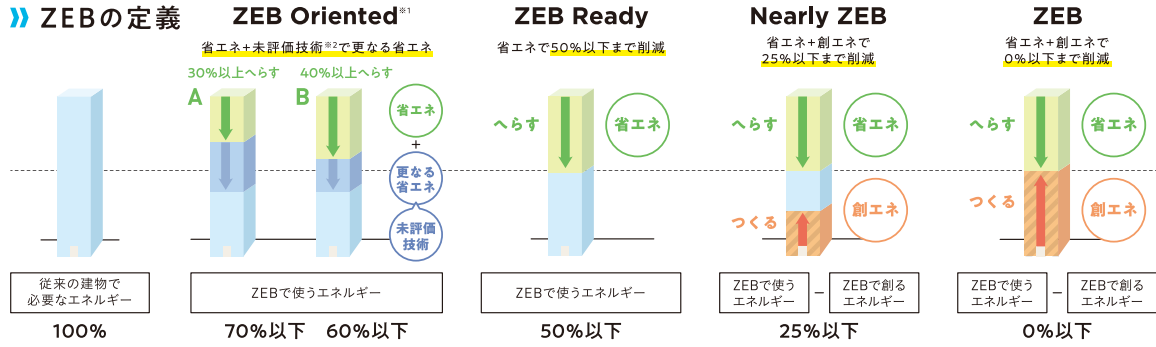 ZEBの定義
ZEB Oriented※1
省エネ+未評価技術※2で更なる省エネ
30%以上へらす
40%以上へらす
A
B
省エネ
+
更なる
省エネ
未評価
技術
ZEB Ready
省エネで50%以下まで削減
へらす
省エネ
Nearly ZEB
省エネ+創エネで
25%以下まで削減
へらす
省エネ
つくる
創エネ
ZEB
省エネ+創エネで
0%以下まで削減
へらす
省エネ
つくる
創エネ
従来の建物で
必要なエネルギー
100%
ZEBで使うエネルギー
70%以下
60%以下
ZEBで使うエネルギー
50%以下
ZEBで使う
エネルギー
−
ZEBで創る
エネルギー
25%以下
ZEBで使う
エネルギー
−
ZEBで創る
エネルギー
0%以下